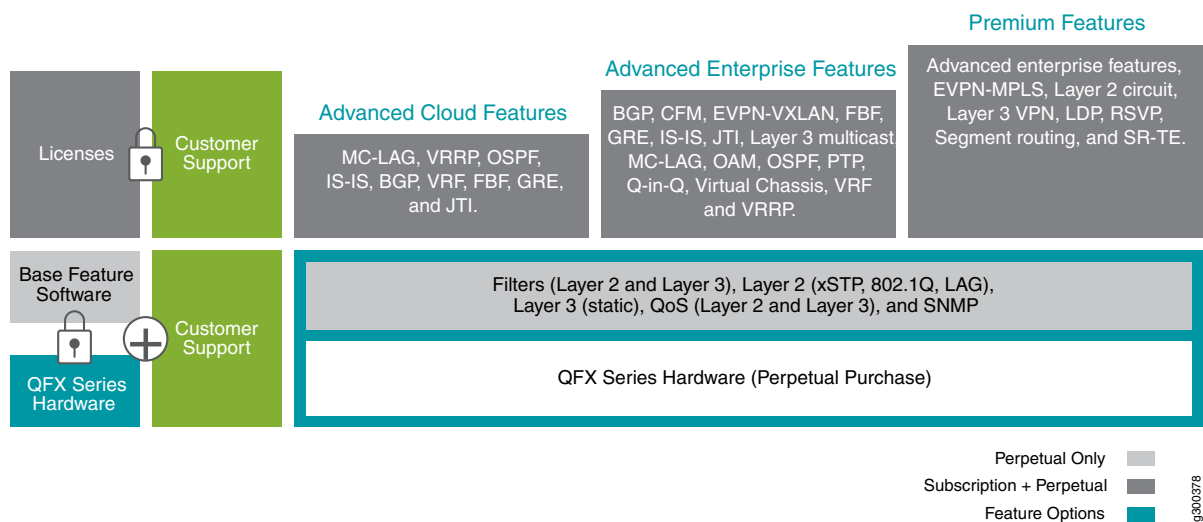 Premium Features
Advanced Enterprise Features
Advanced Cloud Features
Licenses
Customer
Support
MC-LAG, VRRP, OSPF,
IS-IS, BGP, VRF, FBF, GRE,
and JTI.
BGP, CFM, EVPN-VXLAN, FBF,
GRE, IS-IS, JTI, Layer 3 multicast
MC-LAG, OAM, OSPF, PTP,
Q-in-Q, Virtual Chassis, VRF
and VRRP.
Advanced enterprise features,
EVPN-MPLS, Layer 2 circuit,
Layer 3 VPN, LDP, RSVP,
Segment routing, and SR-TE.
Base Feature
Software
QFX Series
Hardware
Customer
Support
Filters (Layer 2 and Layer 3), Layer 2 (xSTP, 802.1Q, LAG),
Layer 3 (static), QoS (Layer 2 and Layer 3), and SNMP
QFX Series Hardware (Perpetual Purchase)
Perpetual Only
Subscription + Perpetual
Feature Options
g300378